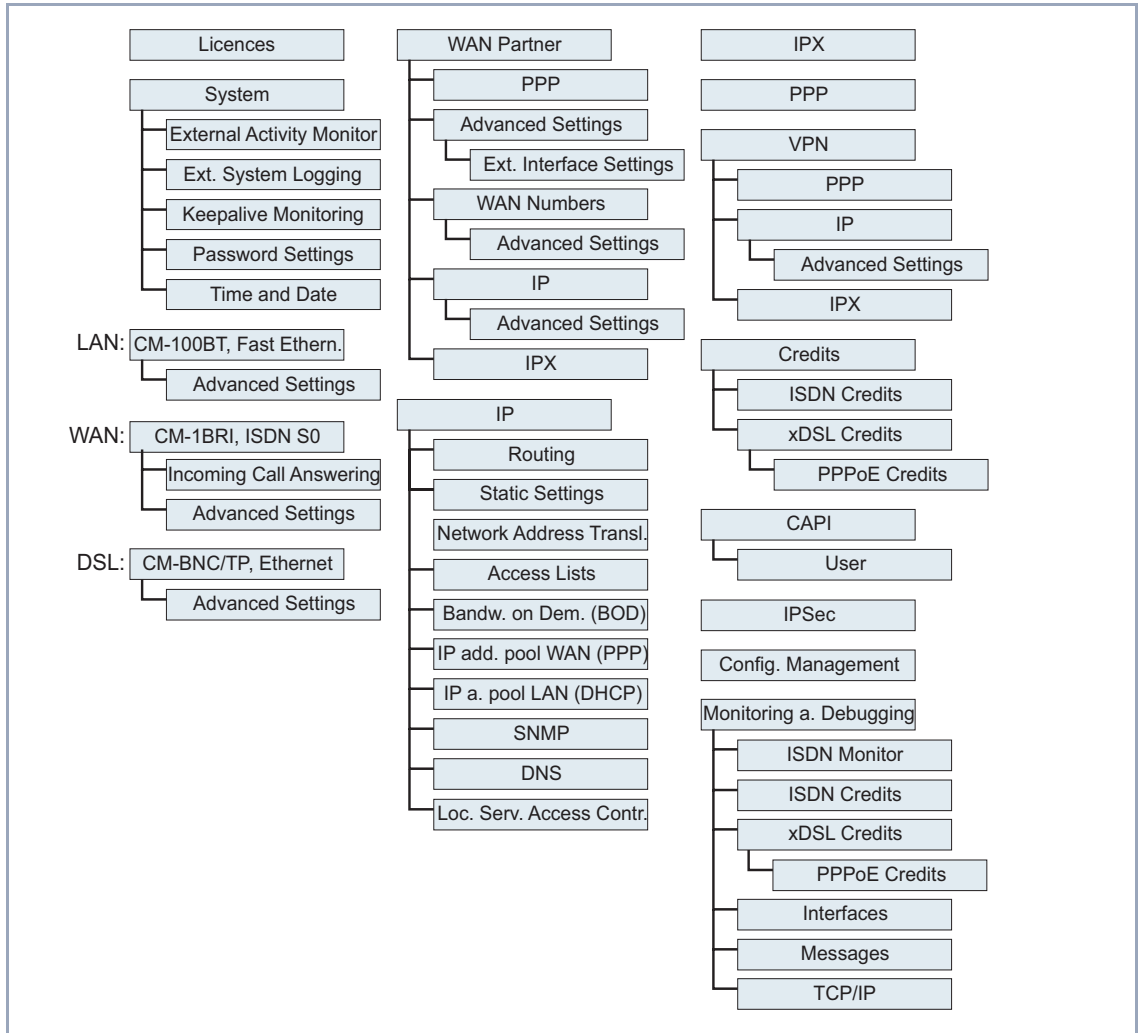 Licences
System
External Activity Monitor
Ext. System Logging
Keepalive Monitoring
Password Settings
Time and Date
LAN: CM-100BT, Fast Ethern.
Advanced Settings
WAN: CM-1BRI, ISDN S0
Incoming Call Answering
Advanced Settings
DSL: CM-BNC/TP, Ethernet
Advanced Settings
WAN Partner
PPP
Advanced Settings
Ext. Interface Settings
WAN Numbers
Advanced Settings
IP
Advanced Settings
IPX
IP
Routing
Static Settings
Network Address Transl.
Access Lists
Bandw. on Dem. (BOD)
IP add. pool WAN (PPP)
IP a. pool LAN (DHCP)
SNMP
DNS
Loc. Serv. Access Contr.
IPX
PPP
VPN
PPP
IP
Advanced Settings
IPX
Credits
ISDN Credits
xDSL Credits
PPPoE Credits
CAPI
User
IPSec
Config. Management
Monitoring a. Debugging
ISDN Monitor
ISDN Credits
xDSL Credits
PPPoE Credits
Interfaces
Messages
TCP/IP